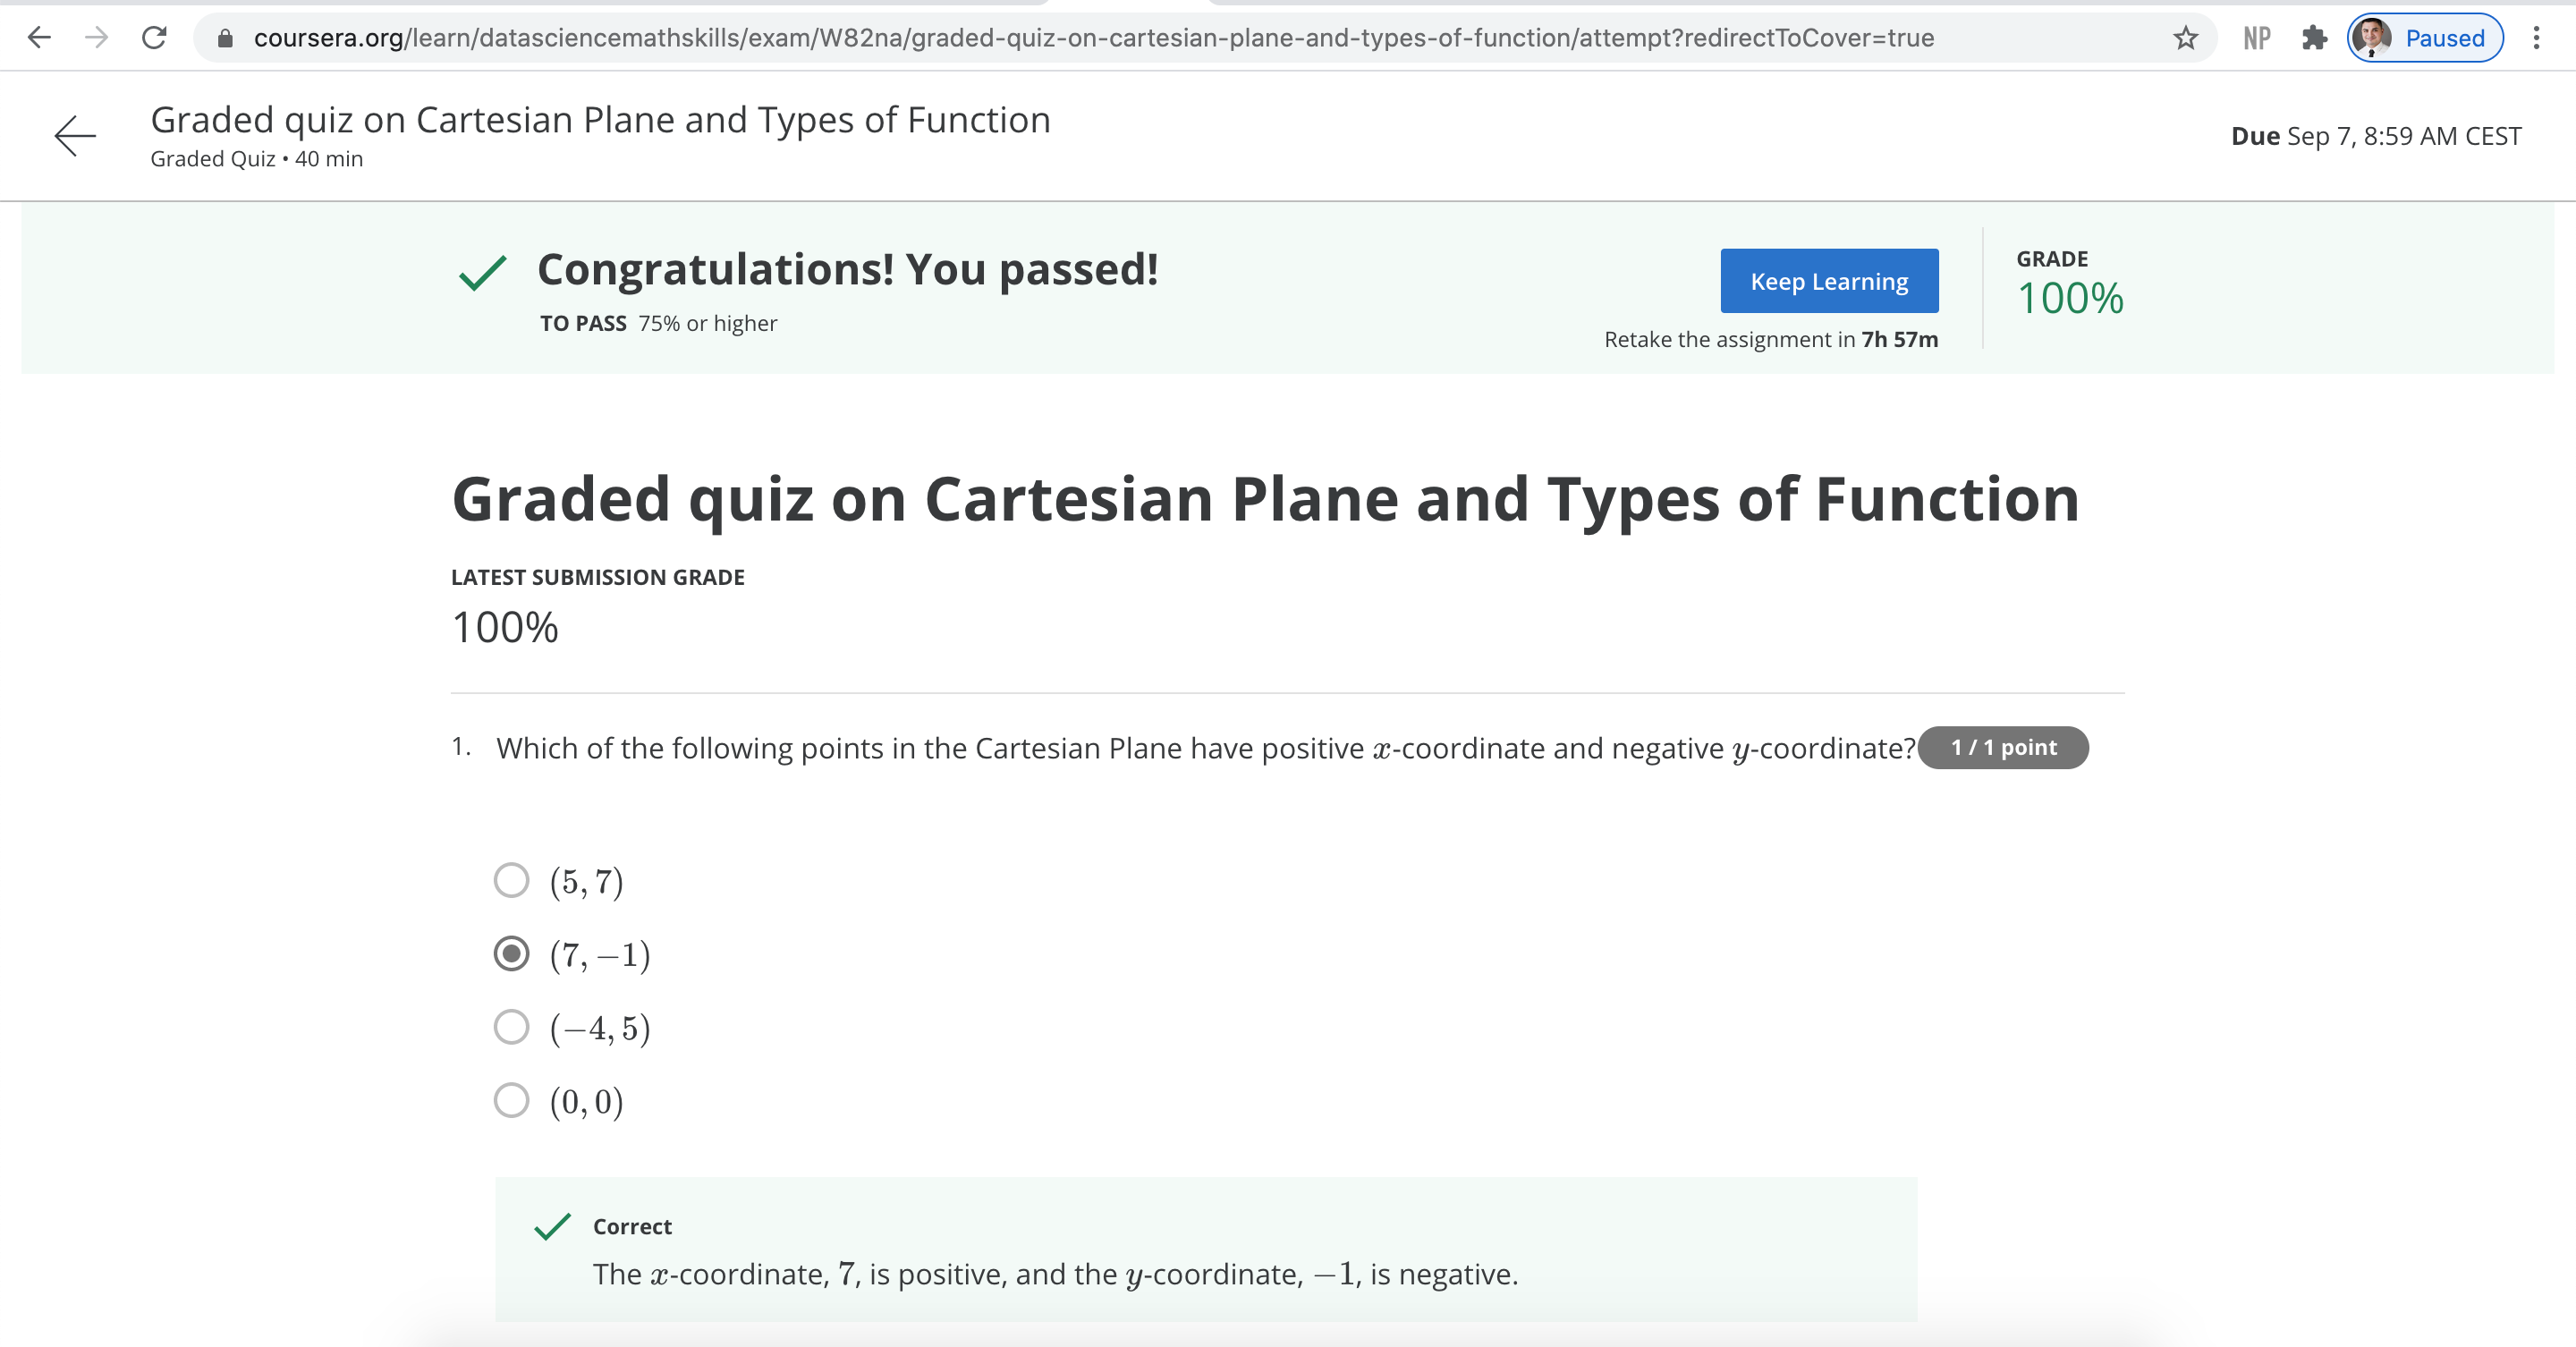 coursera.org/learn/datasciencemathskills/exam/W82na/graded-quiz-on-cartesian-plane-and-types-of-function/attempt?redirectToCover=true
NP
Paused
Graded quiz on Cartesian Plane and Types of Function
Graded Quiz • 40 min
Due Sep 7, 8:59 AM CEST
Congratulations! You passed!
TO PASS 75% or higher
Keep Learning
Retake the assignment in 7h 57m
GRADE
100%
Graded quiz on Cartesian Plane and Types of Function
LATEST SUBMISSION GRADE
100%
1. Which of the following points in the Cartesian Plane have positive x-coordinate and negative y-coordinate? 1 / 1 point
(5, 7)
(7, −1)
(−4, 5)
(0, 0)
Correct
The x-coordinate, 7, is positive, and the y-coordinate, −1, is negative.